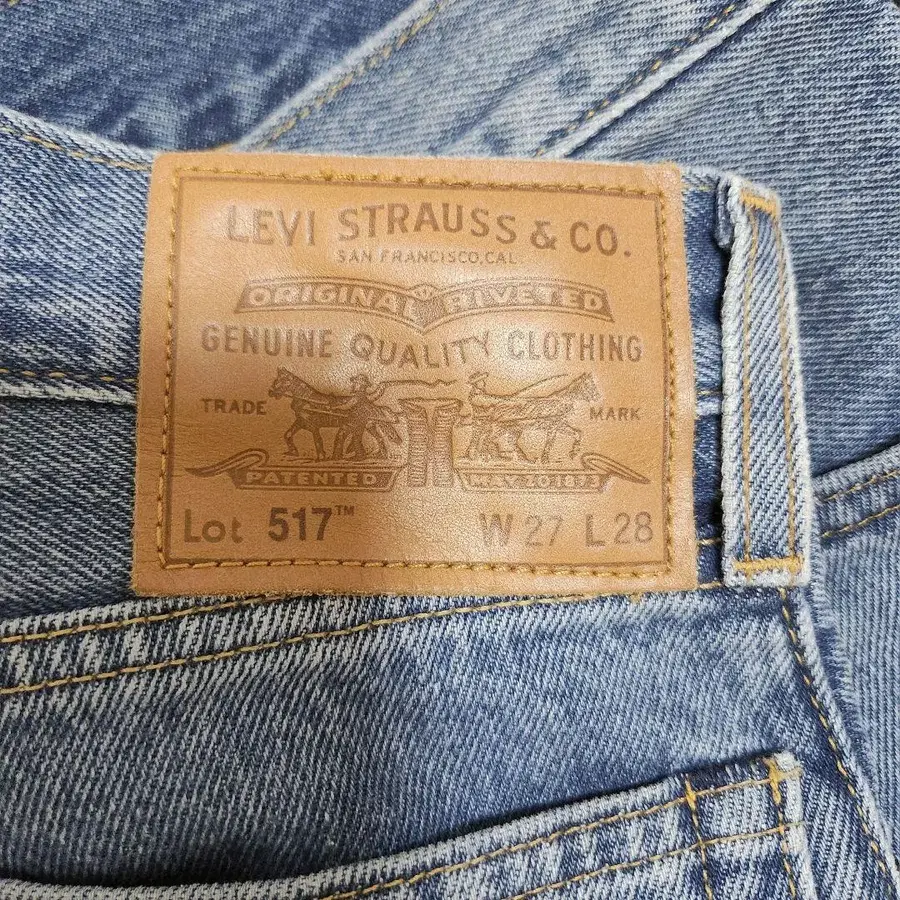 LEVI STRAUSS & CO.
SAN FRANCISCO, CAL.
ORIGINAL RIVETED
GENUINE QUALITY CLOTHING
TRADE MARK
PATENTED MAY 20 1873
Lot 517™ W 27 L 28